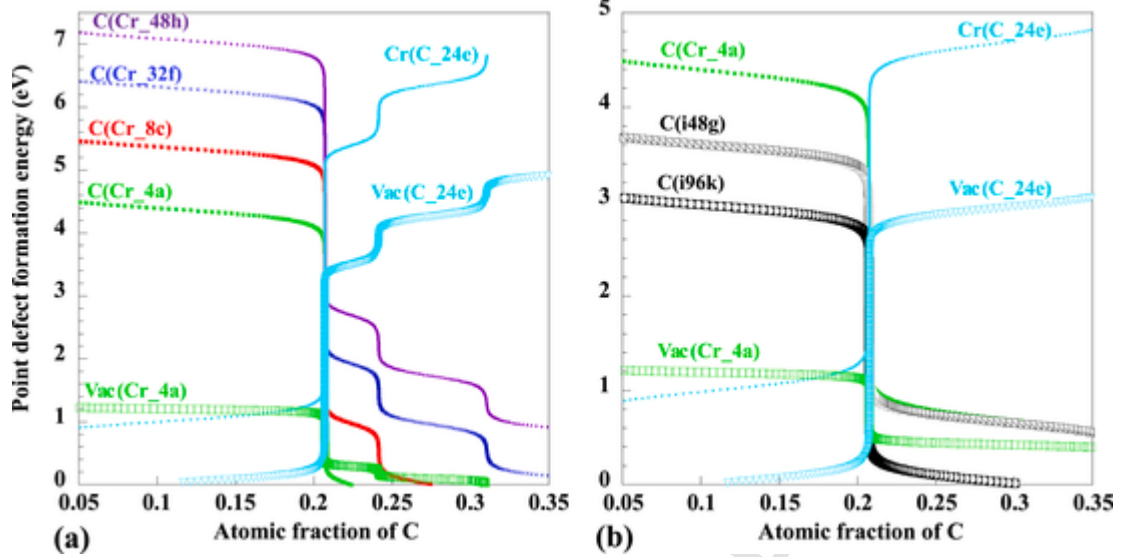 Point defect formation energy (eV)
7
6
5
4
3
2
1
0
C(Cr_48h)
C(Cr_32f)
C(Cr_8c)
C(Cr_4a)
Vac(Cr_4a)
Cr(C_24e)
Vac(C_24e)
0.05 0.1 0.15 0.2 0.25 0.3 0.35
Atomic fraction of C
(a)
5
4
3
2
1
0
C(Cr_4a)
C(i48g)
C(i96k)
Vac(Cr_4a)
Cr(C_24e)
Vac(C_24e)
0.05 0.1 0.15 0.2 0.25 0.3 0.35
Atomic fraction of C
(b)